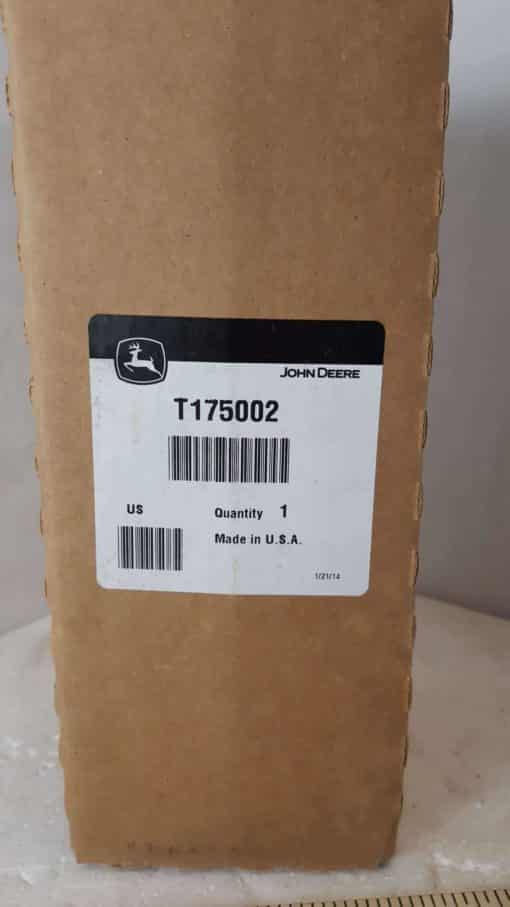 JOHN DEERE
T175002
US
Quantity 1
Made in U.S.A.
1/21/14